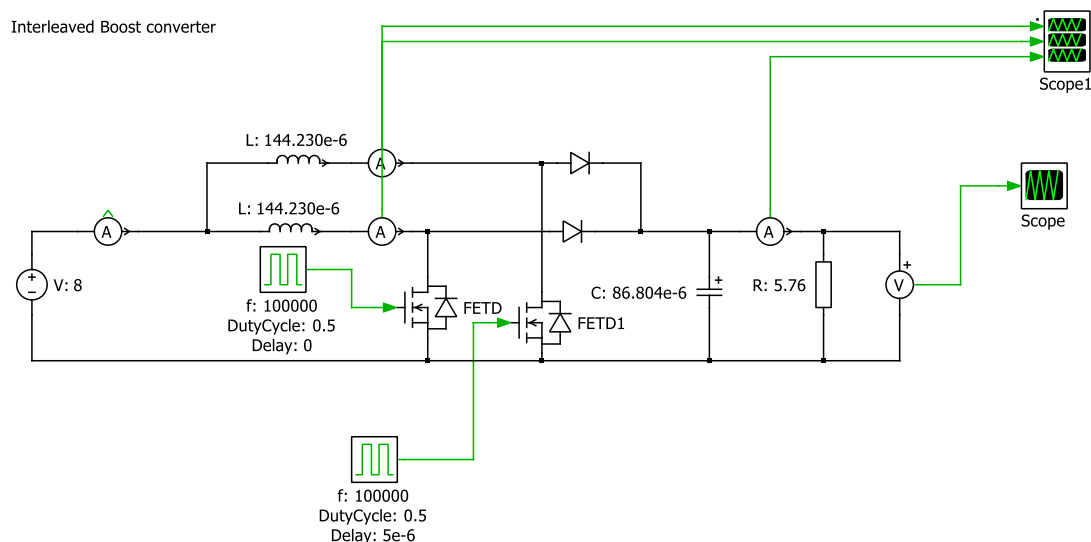 Interleaved Boost converter
Scope1
L: 144.230e-6
A
L: 144.230e-6
Scope
A
A
A
V: 8
f: 100000
DutyCycle: 0.5
Delay: 0
FETD
FETD1
C: 86.804e-6
R: 5.76
V
f: 100000
DutyCycle: 0.5
Delay: 5e-6